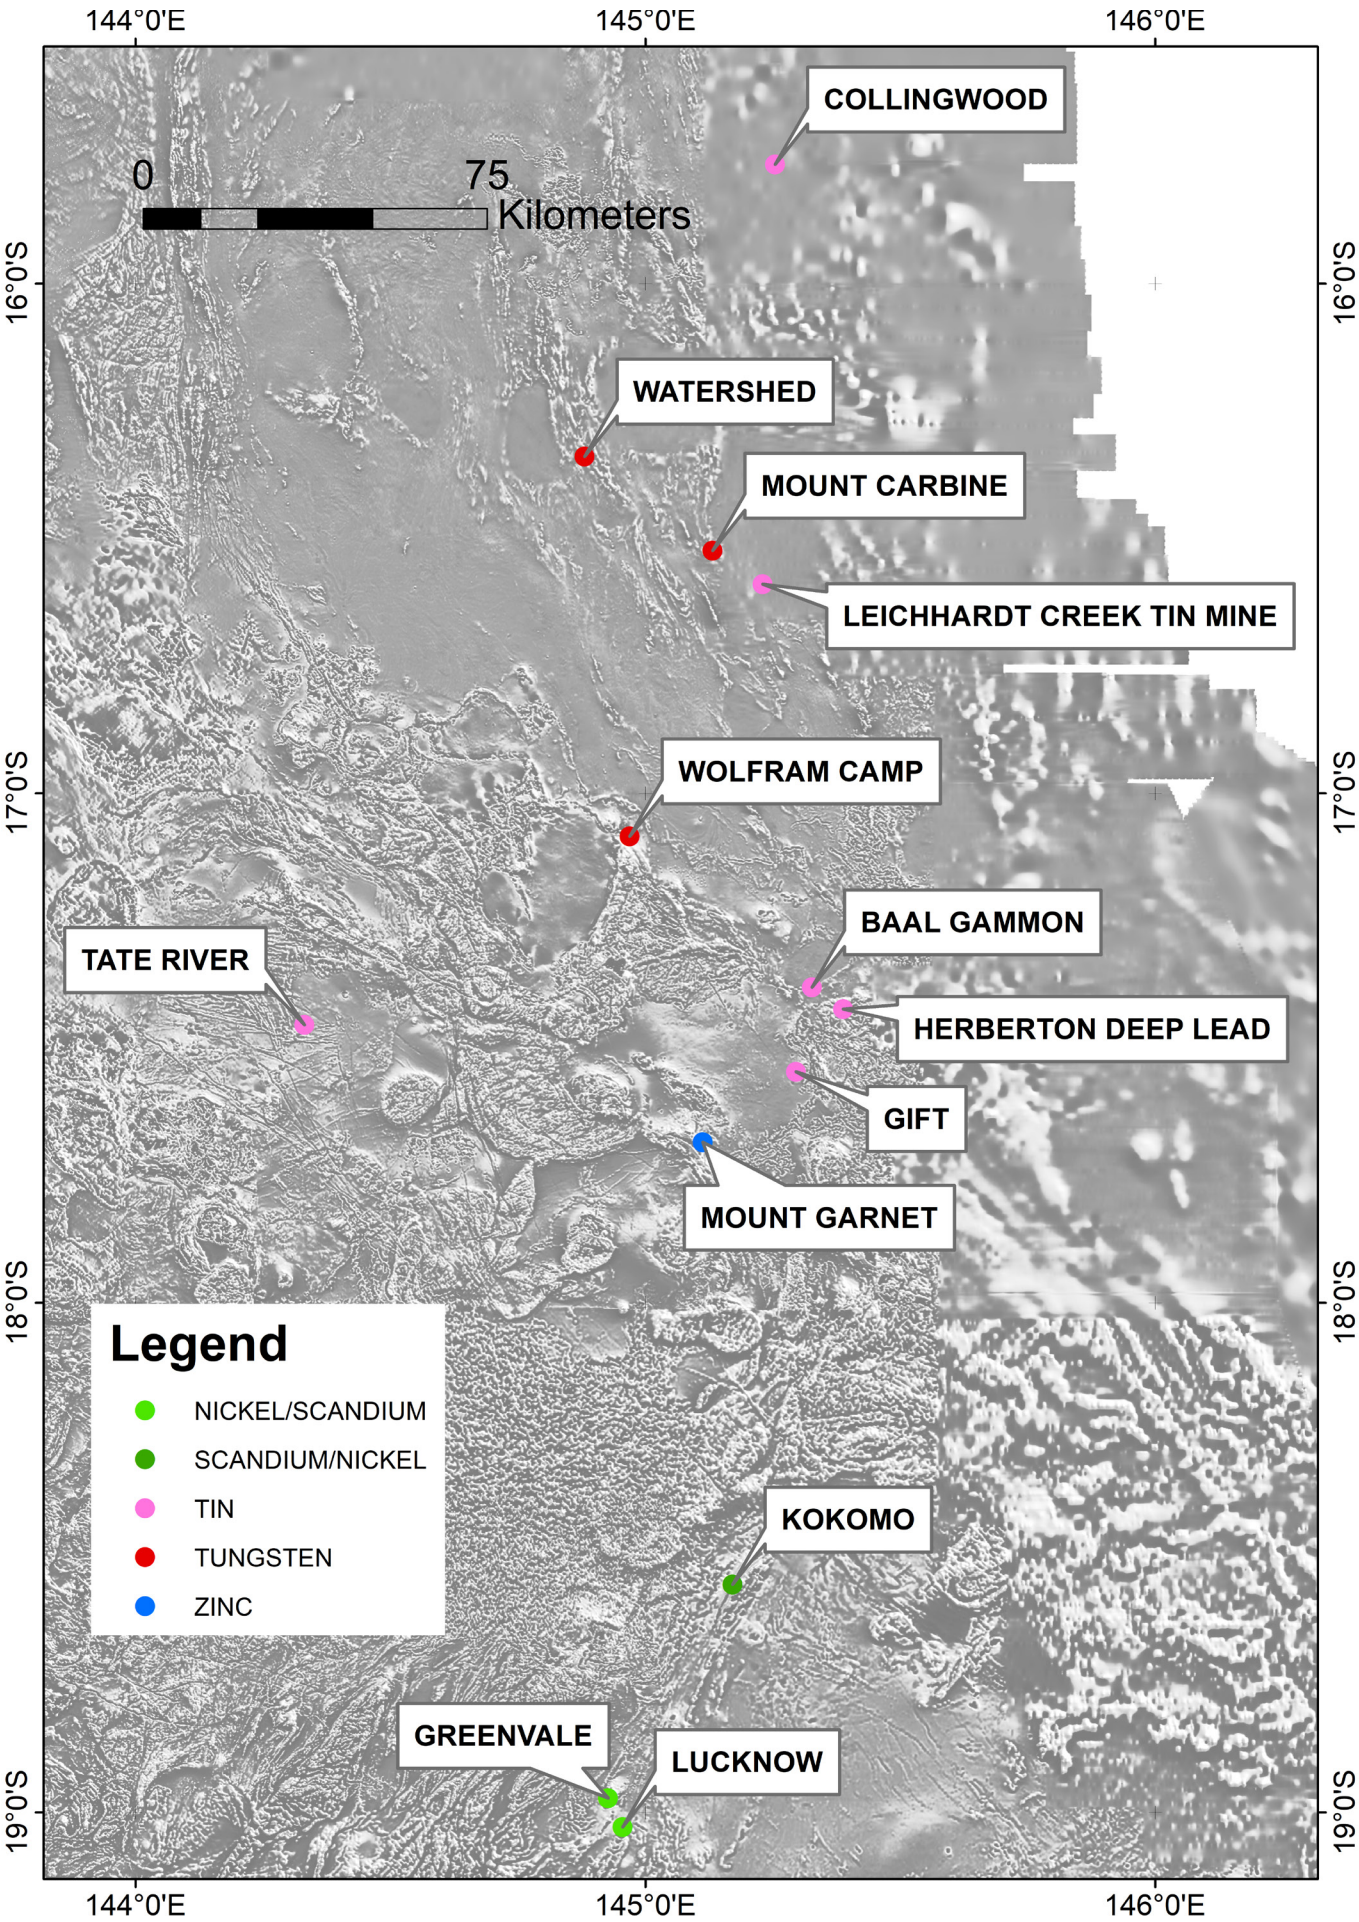 144°0'E 145°0'E 146°0'E
COLLINGWOOD
0 75
Kilometers
16°0'S 16°0'S
WATERSHED
MOUNT CARBINE
LEICHHARDT CREEK TIN MINE
WOLFRAM CAMP
17°0'S 17°0'S
BAAL GAMMON
TATE RIVER
HERBERTON DEEP LEAD
GIFT
MOUNT GARNET
18°0'S 18°0'S
Legend
NICKEL/SCANDIUM
SCANDIUM/NICKEL
TIN
TUNGSTEN
ZINC
KOKOMO
GREENVALE
LUCKNOW
19°0'S 19°0'S
144°0'E 145°0'E 146°0'E